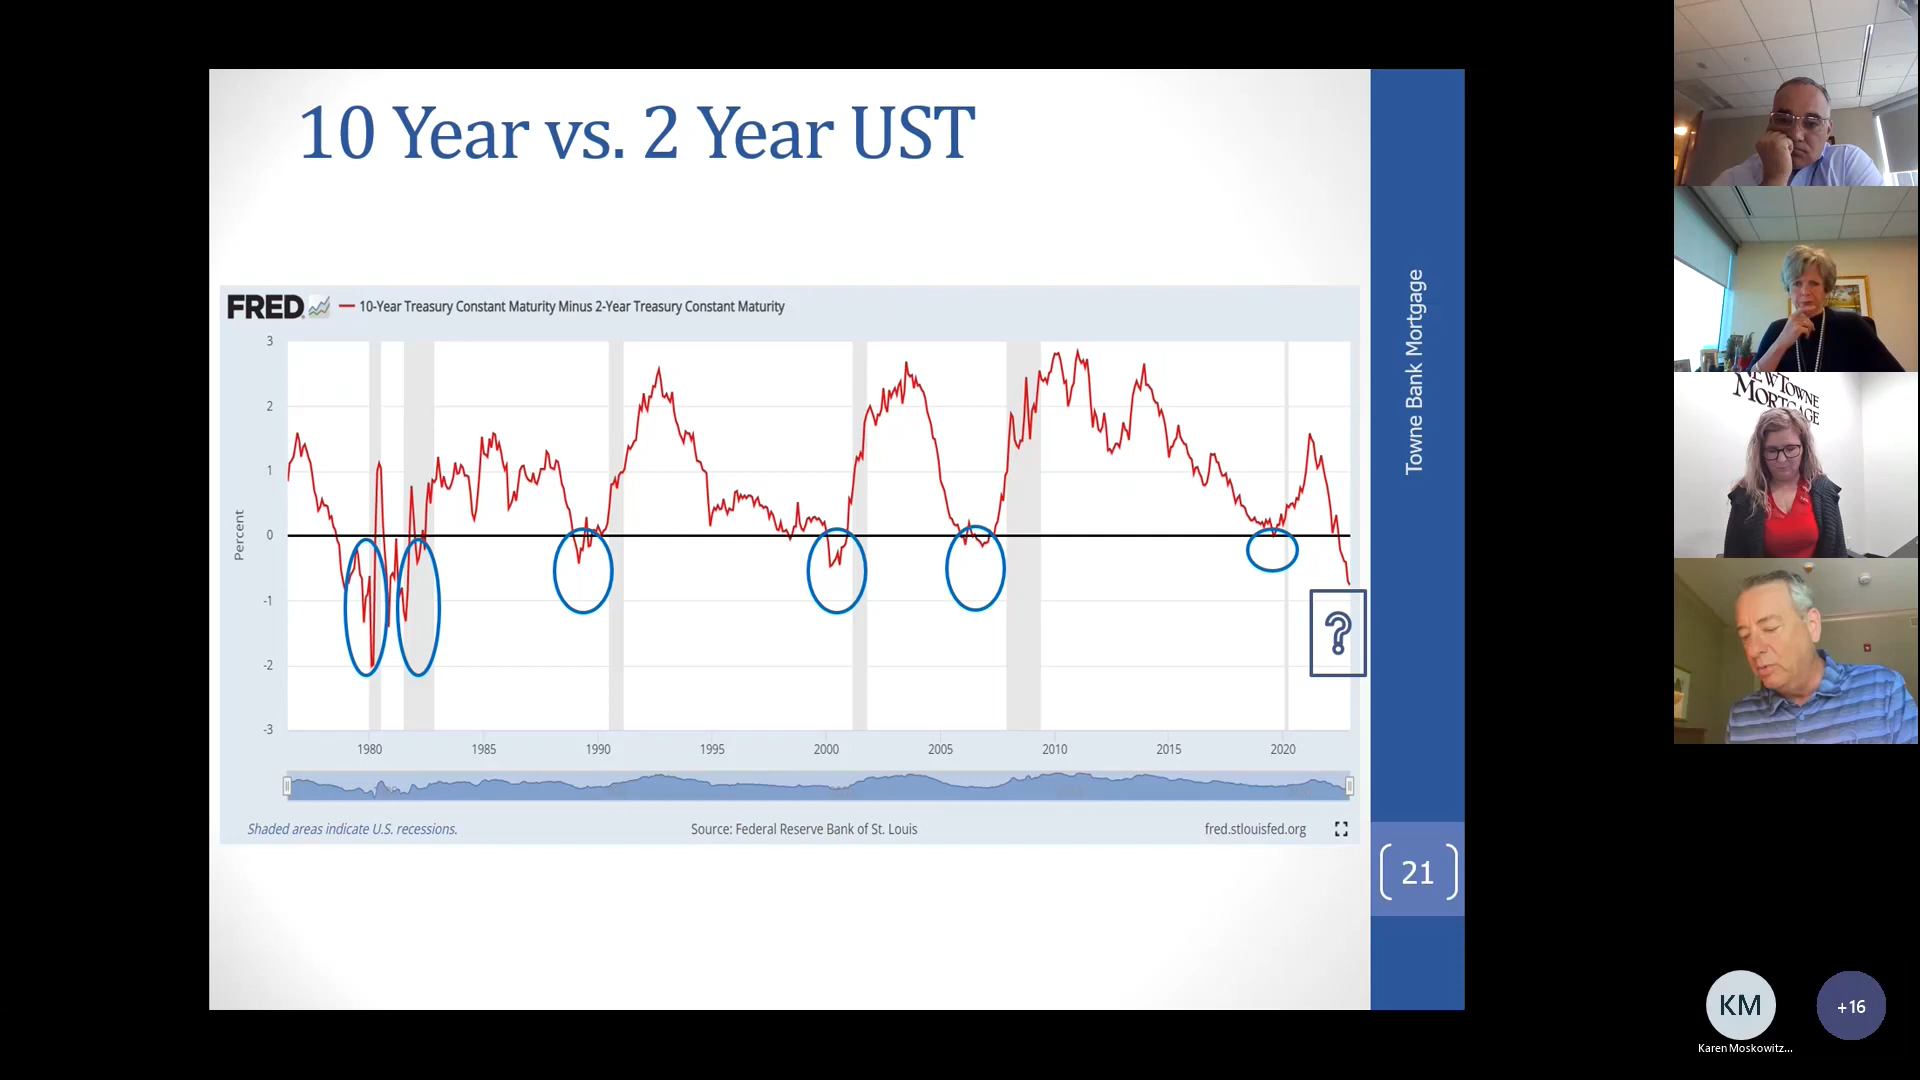 10 Year vs. 2 Year UST
FRED
10-Year Treasury Constant Maturity Minus 2-Year Treasury Constant Maturity
3
2
1
0
-1
-2
-3
Percent
1980
1985
1990
1995
2000
2005
2010
2015
2020
?
Shaded areas indicate U.S. recessions.
Source: Federal Reserve Bank of St. Louis
fred.stlouisfed.org
Towne Bank Mortgage
21
NEW TOWNE
MORTGAGE
KM
+16
Karen Moskowitz...